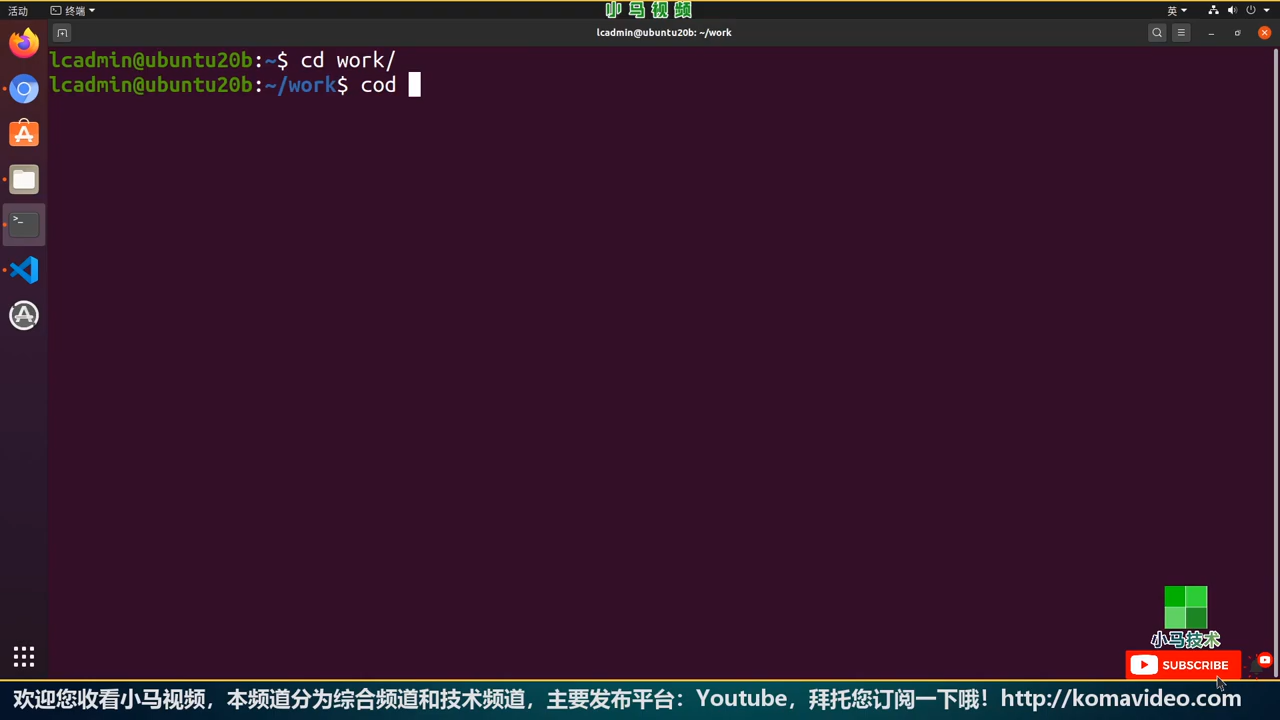 活动
终端
小马视频
英
lcadmin@ubuntu20b: ~/work
lcadmin@ubuntu20b:~$ cd work/
lcadmin@ubuntu20b:~/work$ cod
小马技术
SUBSCRIBE
欢迎您收看小马视频，本频道分为综合频道和技术频道，主要发布平台：Youtube，拜托您订阅一下哦！http://komavideo.com